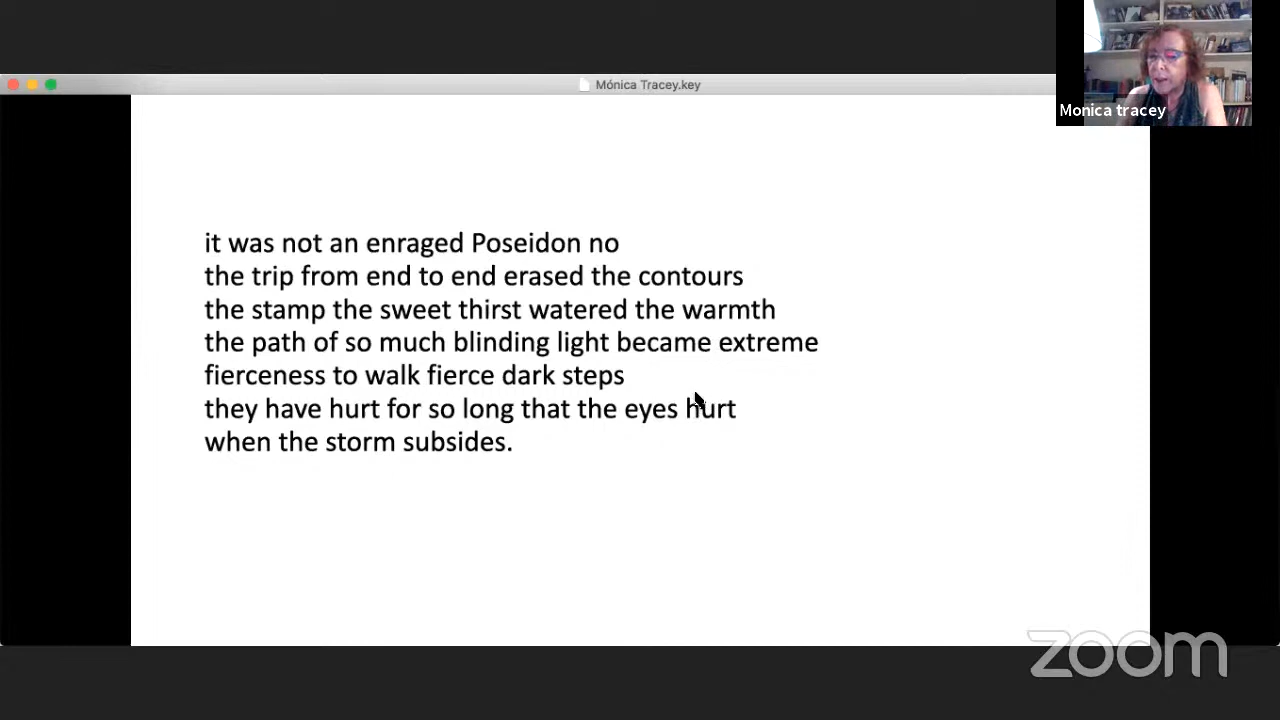 Mónica Tracey.key
Monica tracey
it was not an enraged Poseidon no
the trip from end to end erased the contours
the stamp the sweet thirst watered the warmth
the path of so much blinding light became extreme
fierceness to walk fierce dark steps
they have hurt for so long that the eyes hurt
when the storm subsides.
zoom